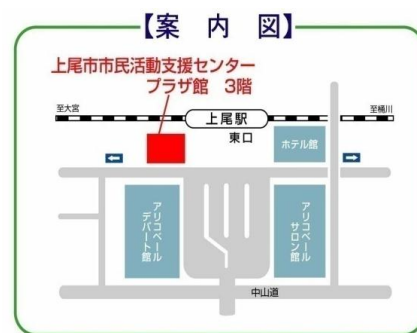 【案内図】
上尾市市民活動支援センター
プラザ館 3階
至大宮
至桶川
上尾駅
東口
ホテル館
アリコベール
デパート館
アリコベール
サロン館
中山道